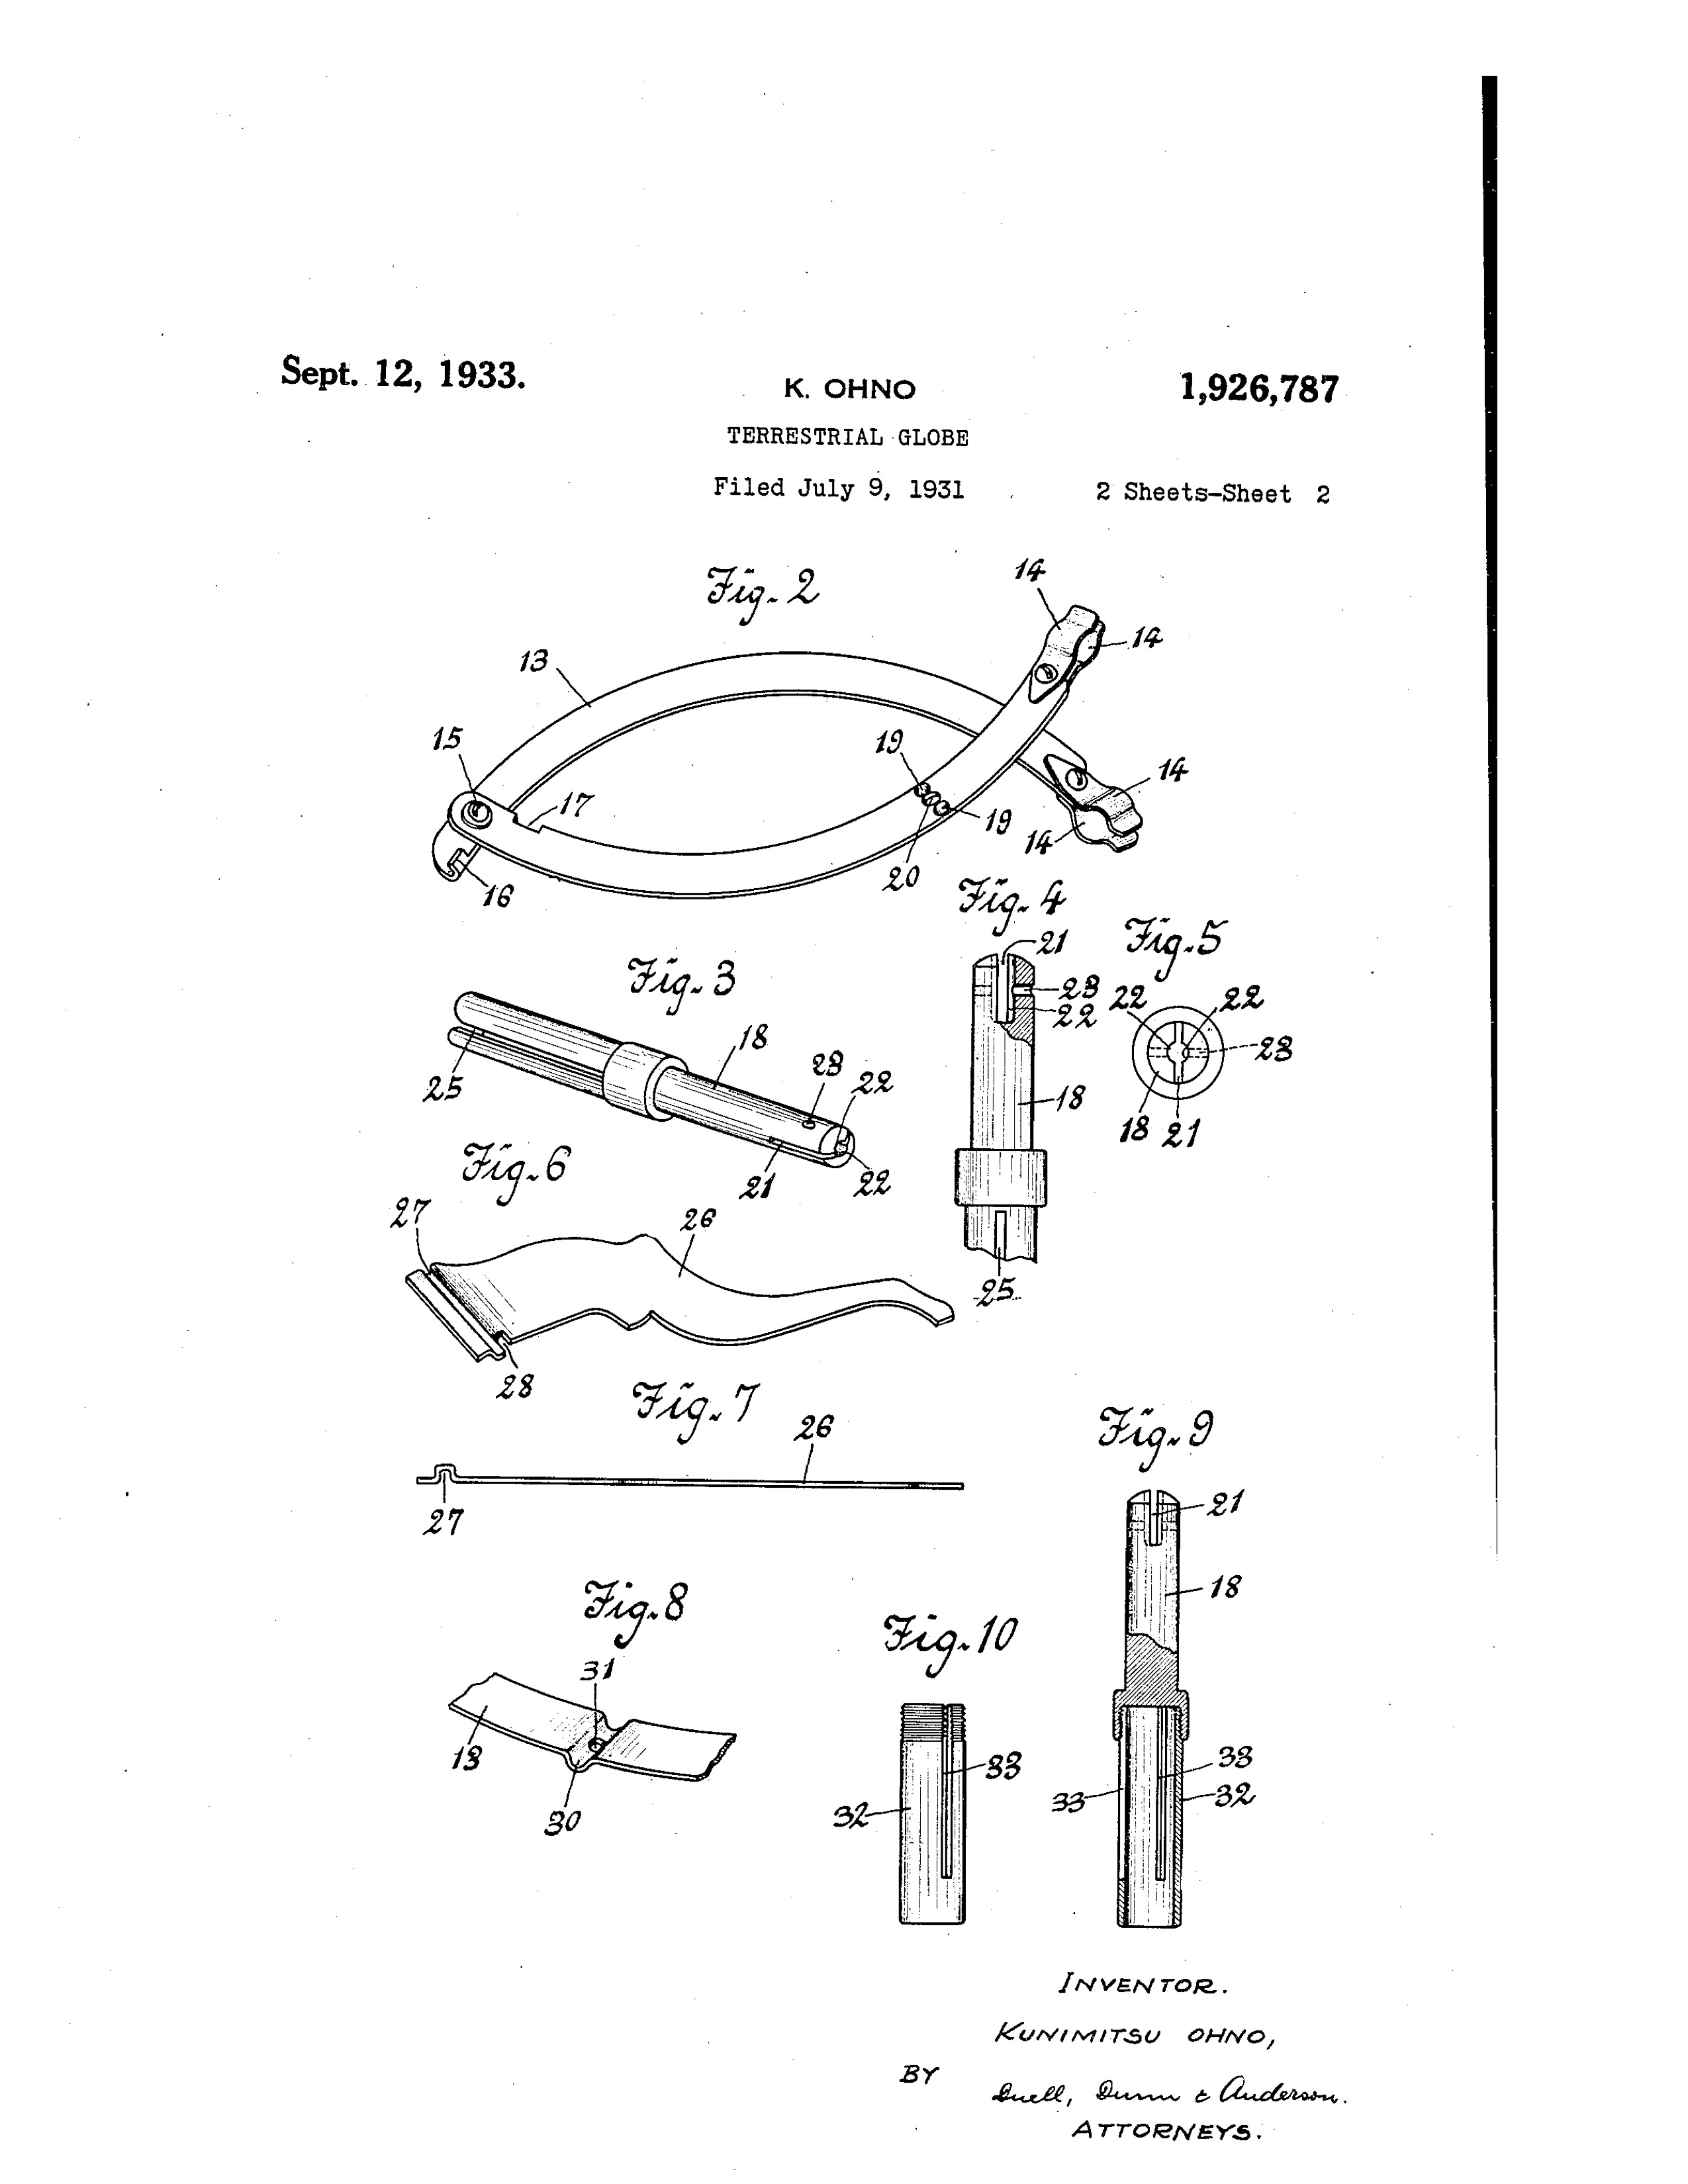 Sept. 12, 1933.
K. OHNO
1,926,787
TERRESTRIAL GLOBE
Filed July 9, 1931
2 Sheets-Sheet 2
Fig. 2
14
14
13
15
19
14
17
19
14
16
20
Fig. 4
Fig. 5
21
Fig. 3
23
22
22
22
18
23
23
22
25
18
18
21
Fig. 6
21
22
27
26
25
28
Fig. 7
26
Fig. 9
27
21
Fig. 8
18
Fig. 10
31
13
33
33
32
33
32
30
INVENTOR.
KUNIMITSU OHNO,
BY
Duell, Dunn & Anderson.
ATTORNEYS.